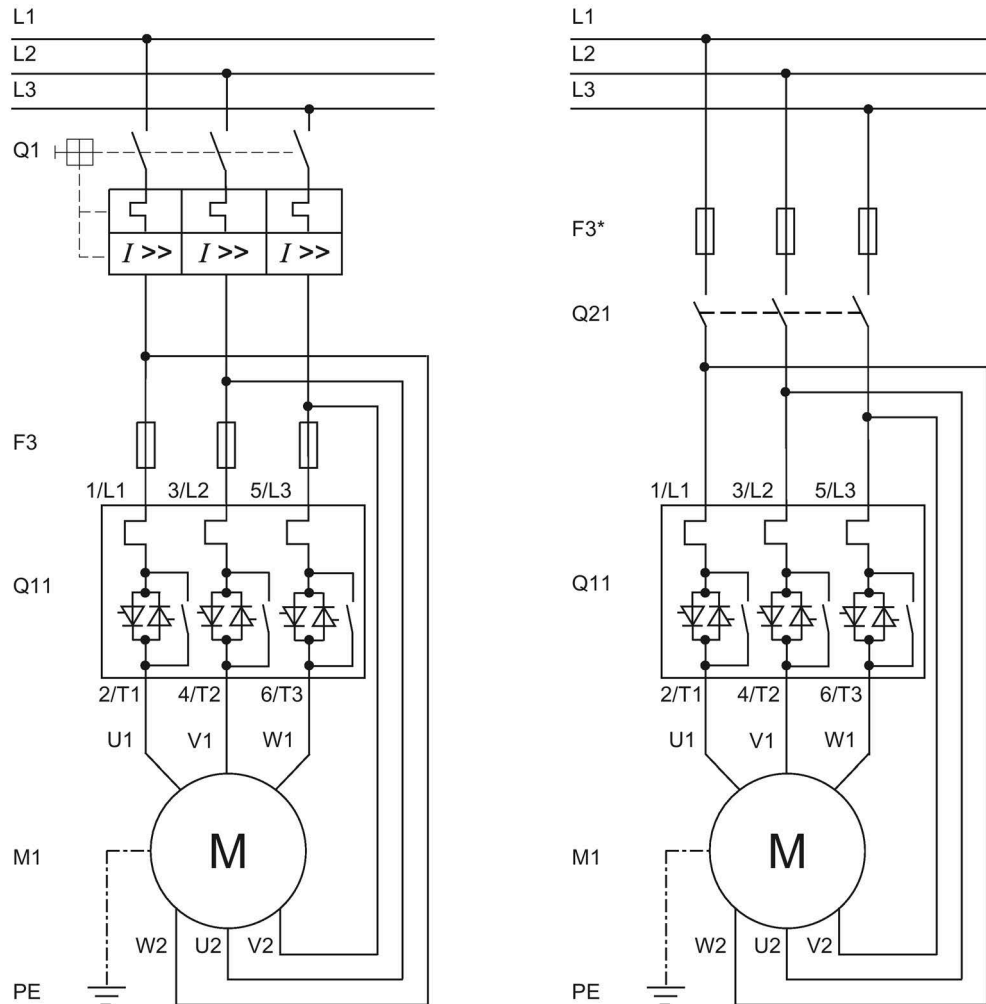 L1
L2
L3
Q1
I >> I >> I >>
F3
1/L1 3/L2 5/L3
Q11
2/T1 4/T2 6/T3
U1 V1 W1
M
M1
W2 U2 V2
PE
L1
L2
L3
F3*
Q21
1/L1 3/L2 5/L3
Q11
2/T1 4/T2 6/T3
U1 V1 W1
M
M1
W2 U2 V2
PE